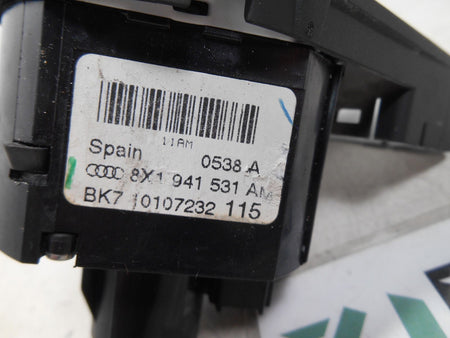 11AM
Spain 0538 A
8X1 941 531 AM
BK7 10107232 115